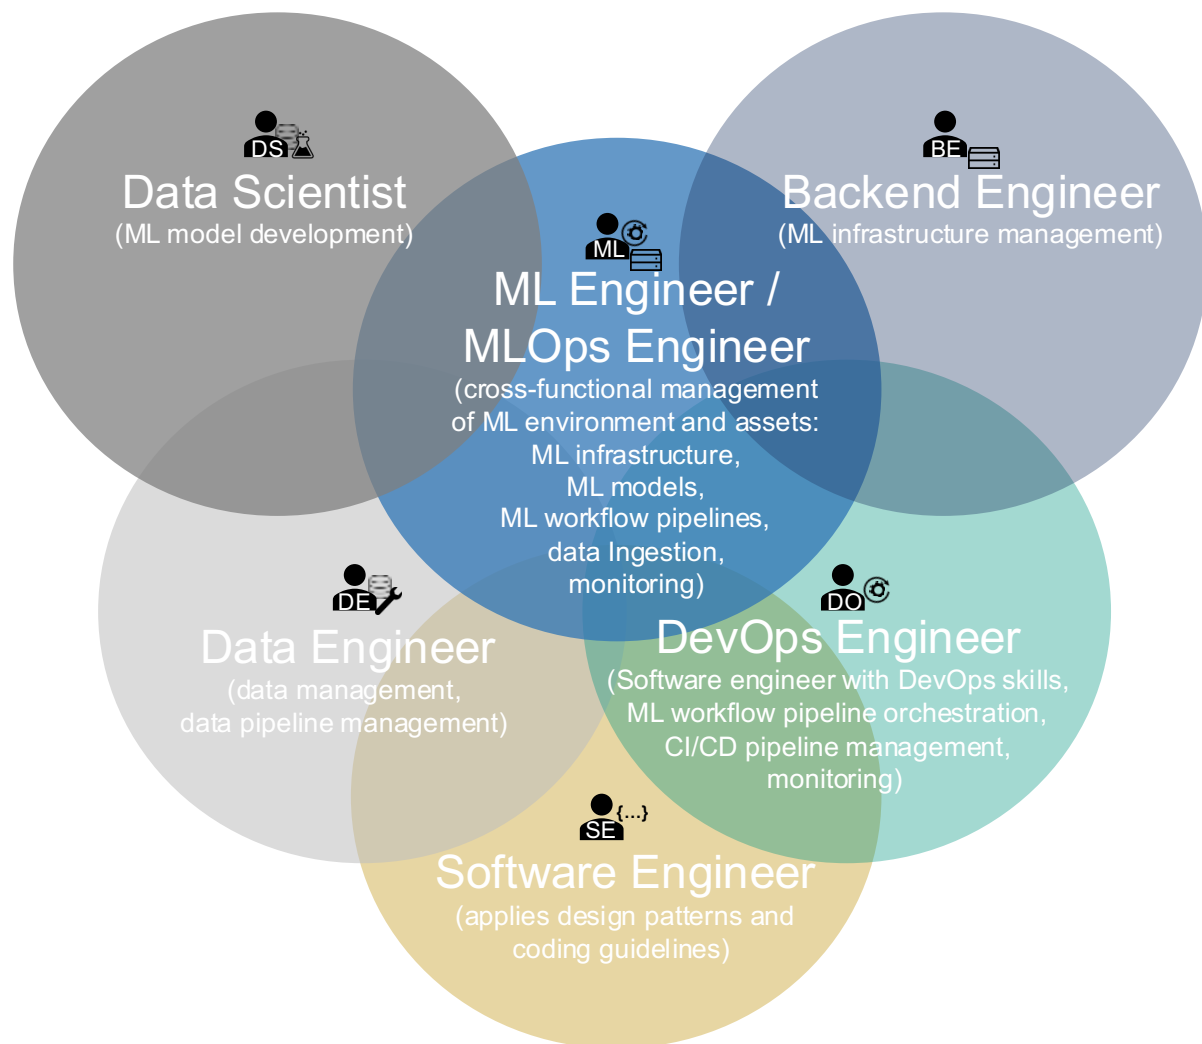 DS
Data Scientist
(ML model development)
BE
Backend Engineer
(ML infrastructure management)
ML
ML Engineer /
MLOps Engineer
(cross-functional management
of ML environment and assets:
ML infrastructure,
ML models,
ML workflow pipelines,
data Ingestion,
monitoring)
DE
Data Engineer
(data management,
data pipeline management)
DO
DevOps Engineer
(Software engineer with DevOps skills,
ML workflow pipeline orchestration,
CI/CD pipeline management,
monitoring)
SE {...}
Software Engineer
(applies design patterns and
coding guidelines)